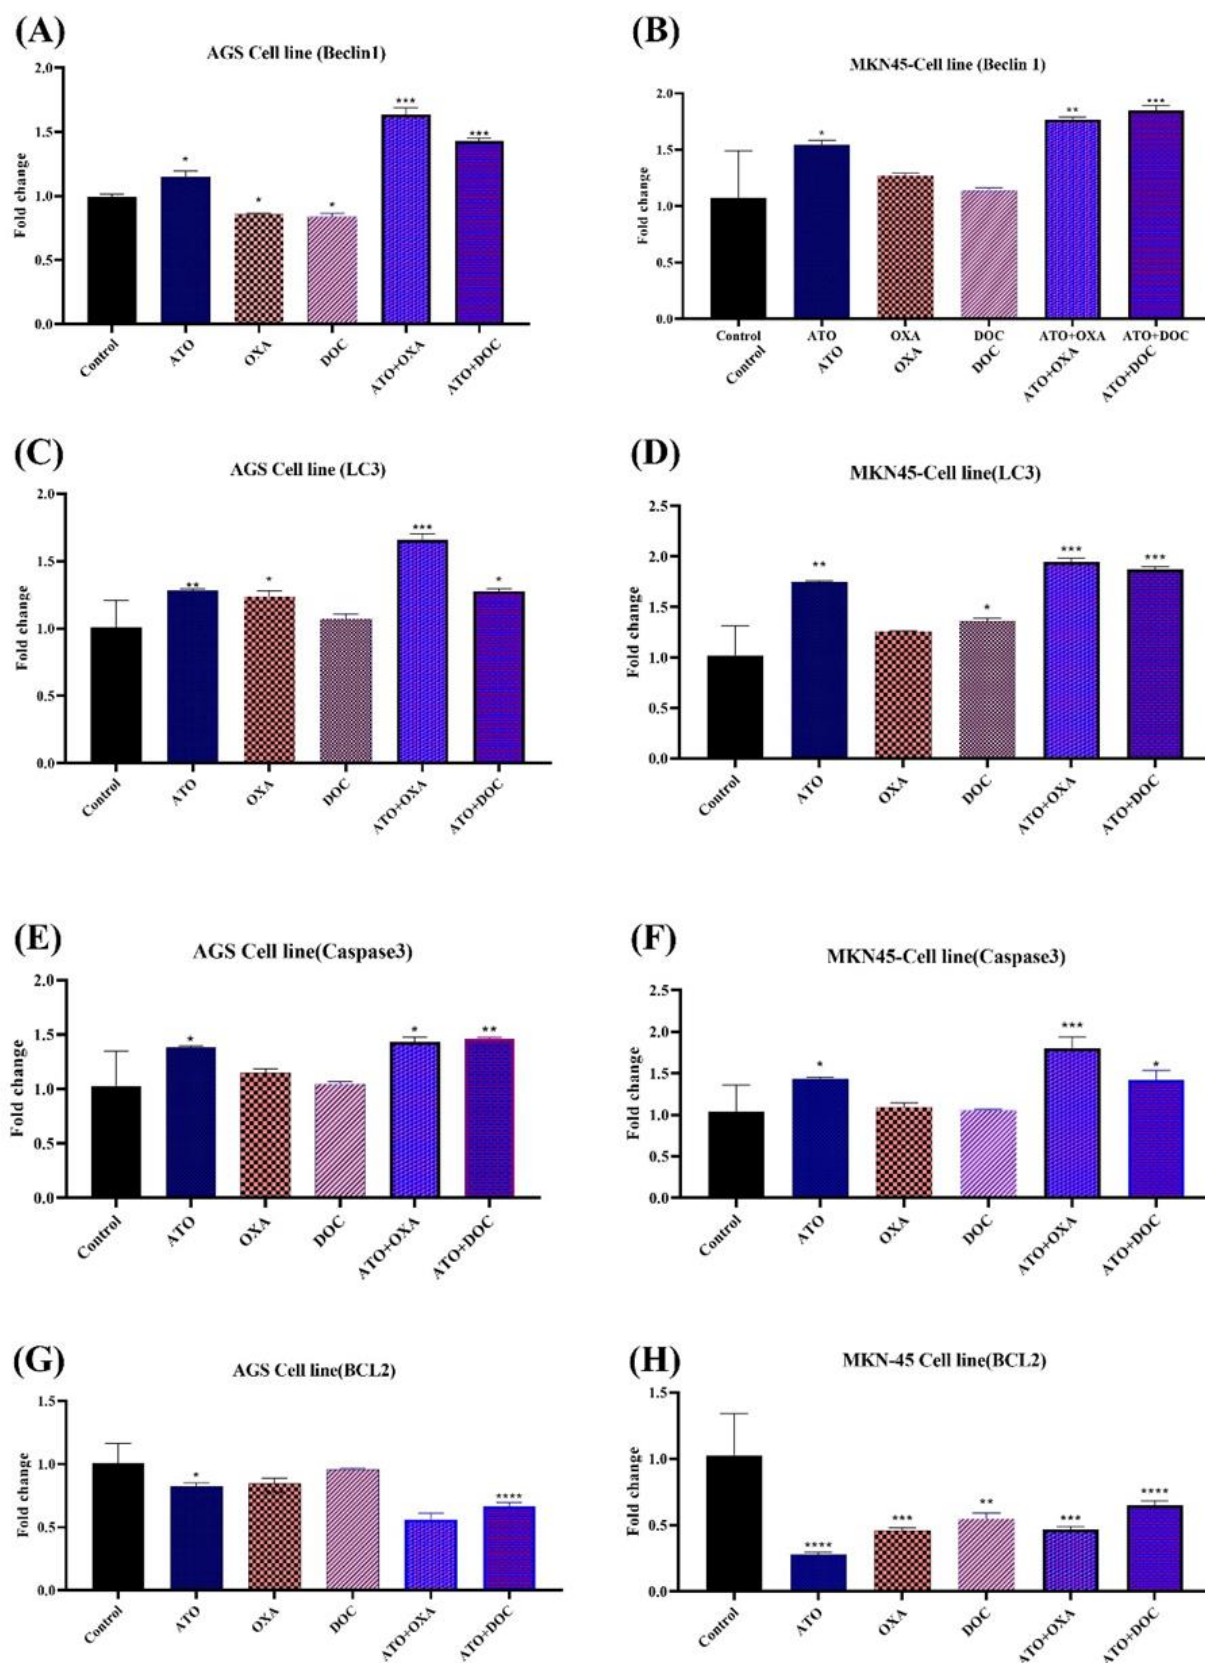 (A)
AGS Cell line (Beclin1)
Fold change
2.0
1.5
1.0
0.5
0.0
*
*
*
***
***
Control
ATO
OXA
DOC
ATO+OXA
ATO+DOC
(B)
MKN45-Cell line (Beclin 1)
Fold change
2.0
1.5
1.0
0.5
0.0
*
**
***
Control ATO OXA DOC ATO+OXA ATO+DOC
Control
ATO
OXA
DOC
ATO+OXA
ATO+DOC
(C)
AGS Cell line (LC3)
Fold change
2.0
1.5
1.0
0.5
0.0
**
*
***
*
Control
ATO
OXA
DOC
ATO+OXA
ATO+DOC
(D)
MKN45-Cell line(LC3)
Fold change
2.5
2.0
1.5
1.0
0.5
0.0
**
*
***
***
Control
ATO
OXA
DOC
ATO+OXA
ATO+DOC
(E)
AGS Cell line(Caspase3)
Fold change
2.0
1.5
1.0
0.5
0.0
*
*
**
Control
ATO
OXA
DOC
ATO+OXA
ATO+DOC
(F)
MKN45-Cell line(Caspase3)
Fold change
2.5
2.0
1.5
1.0
0.5
0.0
*
***
*
Control
ATO
OXA
DOC
ATO+OXA
ATO+DOC
(G)
AGS Cell line(BCL2)
Fold change
1.5
1.0
0.5
0.0
*
****
Control
ATO
OXA
DOC
ATO+OXA
ATO+DOC
(H)
MKN-45 Cell line(BCL2)
Fold change
1.5
1.0
0.5
0.0
****
***
**
***
****
Control
ATO
OXA
DOC
ATO+OXA
ATO+DOC